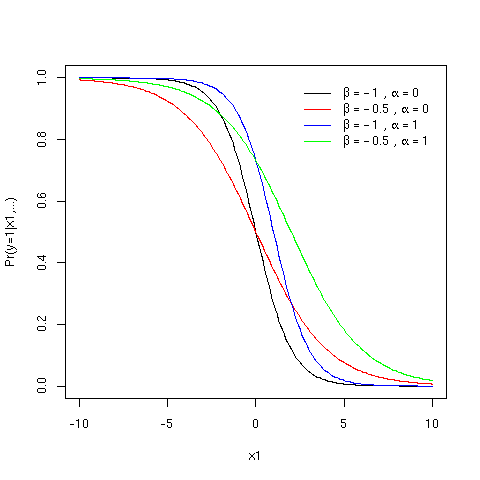 β = − 1 , α = 0
β = − 0.5 , α = 0
β = − 1 , α = 1
β = − 0.5 , α = 1
1.0
0.8
0.6
0.4
0.2
0.0
Pr(y=1|x1,...)
-10
-5
0
5
10
x1